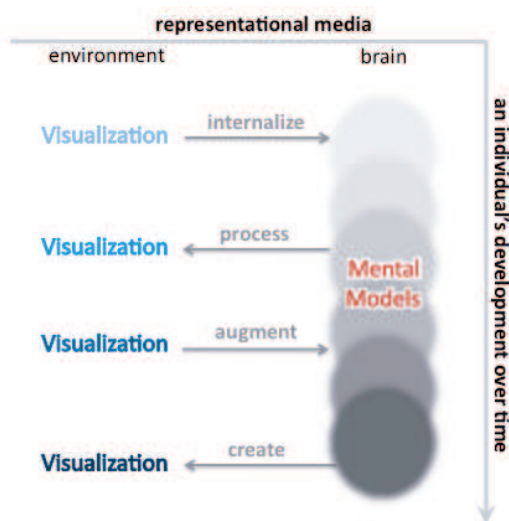 representational media
environment
brain
Visualization
internalize
Visualization
process
Mental
Models
Visualization
augment
Visualization
create
an individual's development over time